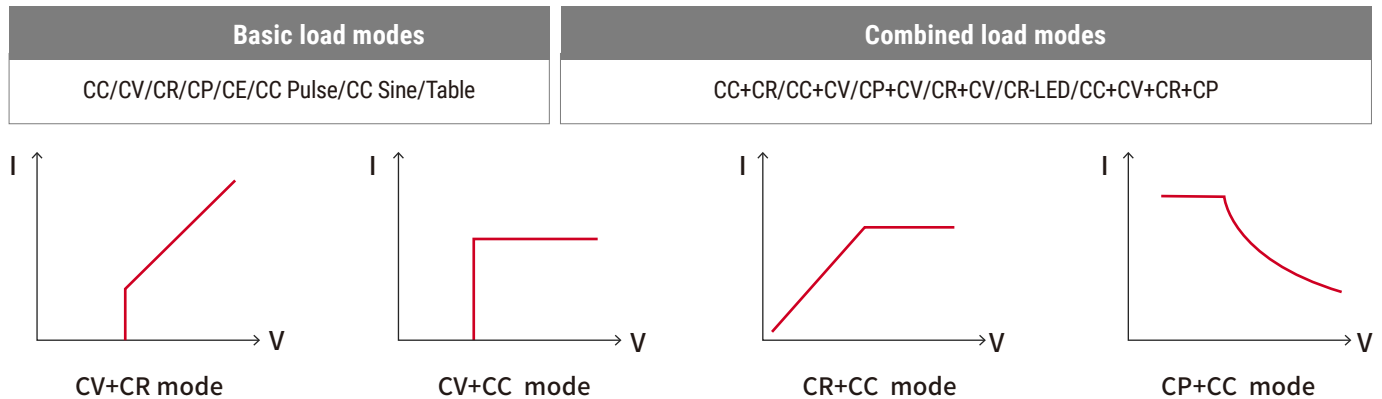 Basic load modes
Combined load modes
CC/CV/CR/CP/CE/CC Pulse/CC Sine/Table
CC+CR/CC+CV/CP+CV/CR+CV/CR-LED/CC+CV+CR+CP
I
V
CV+CR mode
I
V
CV+CC mode
I
V
CR+CC mode
I
V
CP+CC mode